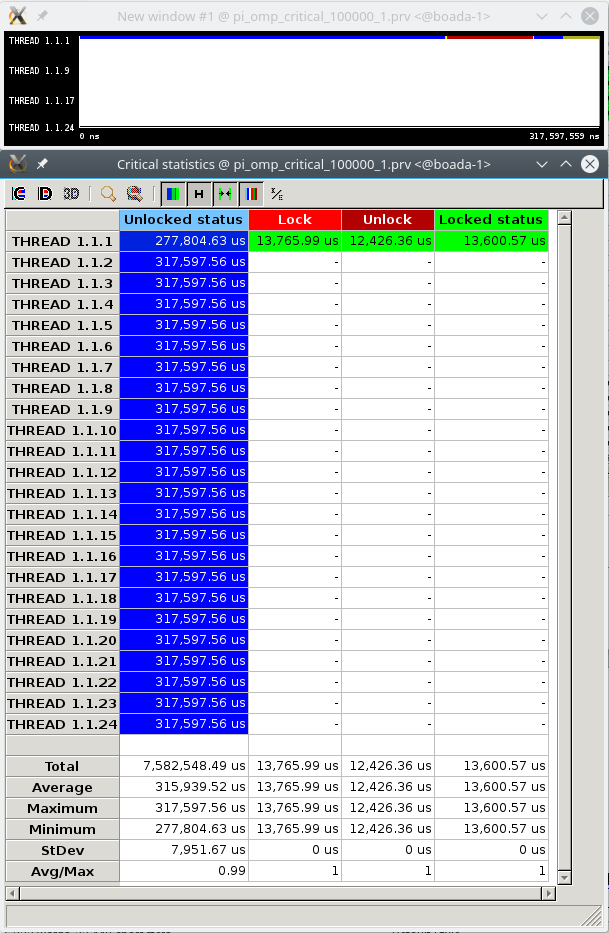 New window #1 @ pi_omp_critical_100000_1.prv <@boada-1>
THREAD 1.1.1
THREAD 1.1.9
THREAD 1.1.17
THREAD 1.1.24
0 ns 317,597,559 ns
Critical statistics @ pi_omp_critical_100000_1.prv <@boada-1>
IC ID 3D H
Unlocked status Lock Unlock Locked status
THREAD 1.1.1 277,804.63 us 13,765.99 us 12,426.36 us 13,600.57 us
THREAD 1.1.2 317,597.56 us - - -
THREAD 1.1.3 317,597.56 us - - -
THREAD 1.1.4 317,597.56 us - - -
THREAD 1.1.5 317,597.56 us - - -
THREAD 1.1.6 317,597.56 us - - -
THREAD 1.1.7 317,597.56 us - - -
THREAD 1.1.8 317,597.56 us - - -
THREAD 1.1.9 317,597.56 us - - -
THREAD 1.1.10 317,597.56 us - - -
THREAD 1.1.11 317,597.56 us - - -
THREAD 1.1.12 317,597.56 us - - -
THREAD 1.1.13 317,597.56 us - - -
THREAD 1.1.14 317,597.56 us - - -
THREAD 1.1.15 317,597.56 us - - -
THREAD 1.1.16 317,597.56 us - - -
THREAD 1.1.17 317,597.56 us - - -
THREAD 1.1.18 317,597.56 us - - -
THREAD 1.1.19 317,597.56 us - - -
THREAD 1.1.20 317,597.56 us - - -
THREAD 1.1.21 317,597.56 us - - -
THREAD 1.1.22 317,597.56 us - - -
THREAD 1.1.23 317,597.56 us - - -
THREAD 1.1.24 317,597.56 us - - -
Total 7,582,548.49 us 13,765.99 us 12,426.36 us 13,600.57 us
Average 315,939.52 us 13,765.99 us 12,426.36 us 13,600.57 us
Maximum 317,597.56 us 13,765.99 us 12,426.36 us 13,600.57 us
Minimum 277,804.63 us 13,765.99 us 12,426.36 us 13,600.57 us
StDev 7,951.67 us 0 us 0 us 0 us
Avg/Max 0.99 1 1 1